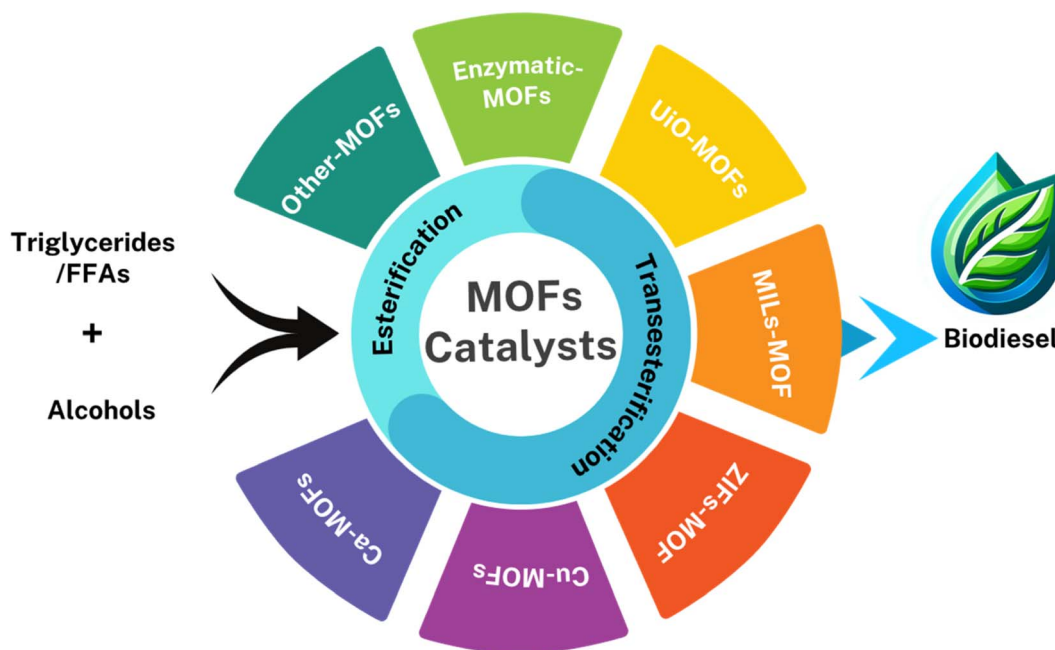 Triglycerides
/FFAs
+
Alcohols
Other-MOFs
Enzymatic-
MOFs
UiO-MOFs
MILs-MOF
ZIFs-MOF
Cu-MOFs
Ca-MOFs
Esterification
Transesterification
MOFs
Catalysts
Biodiesel